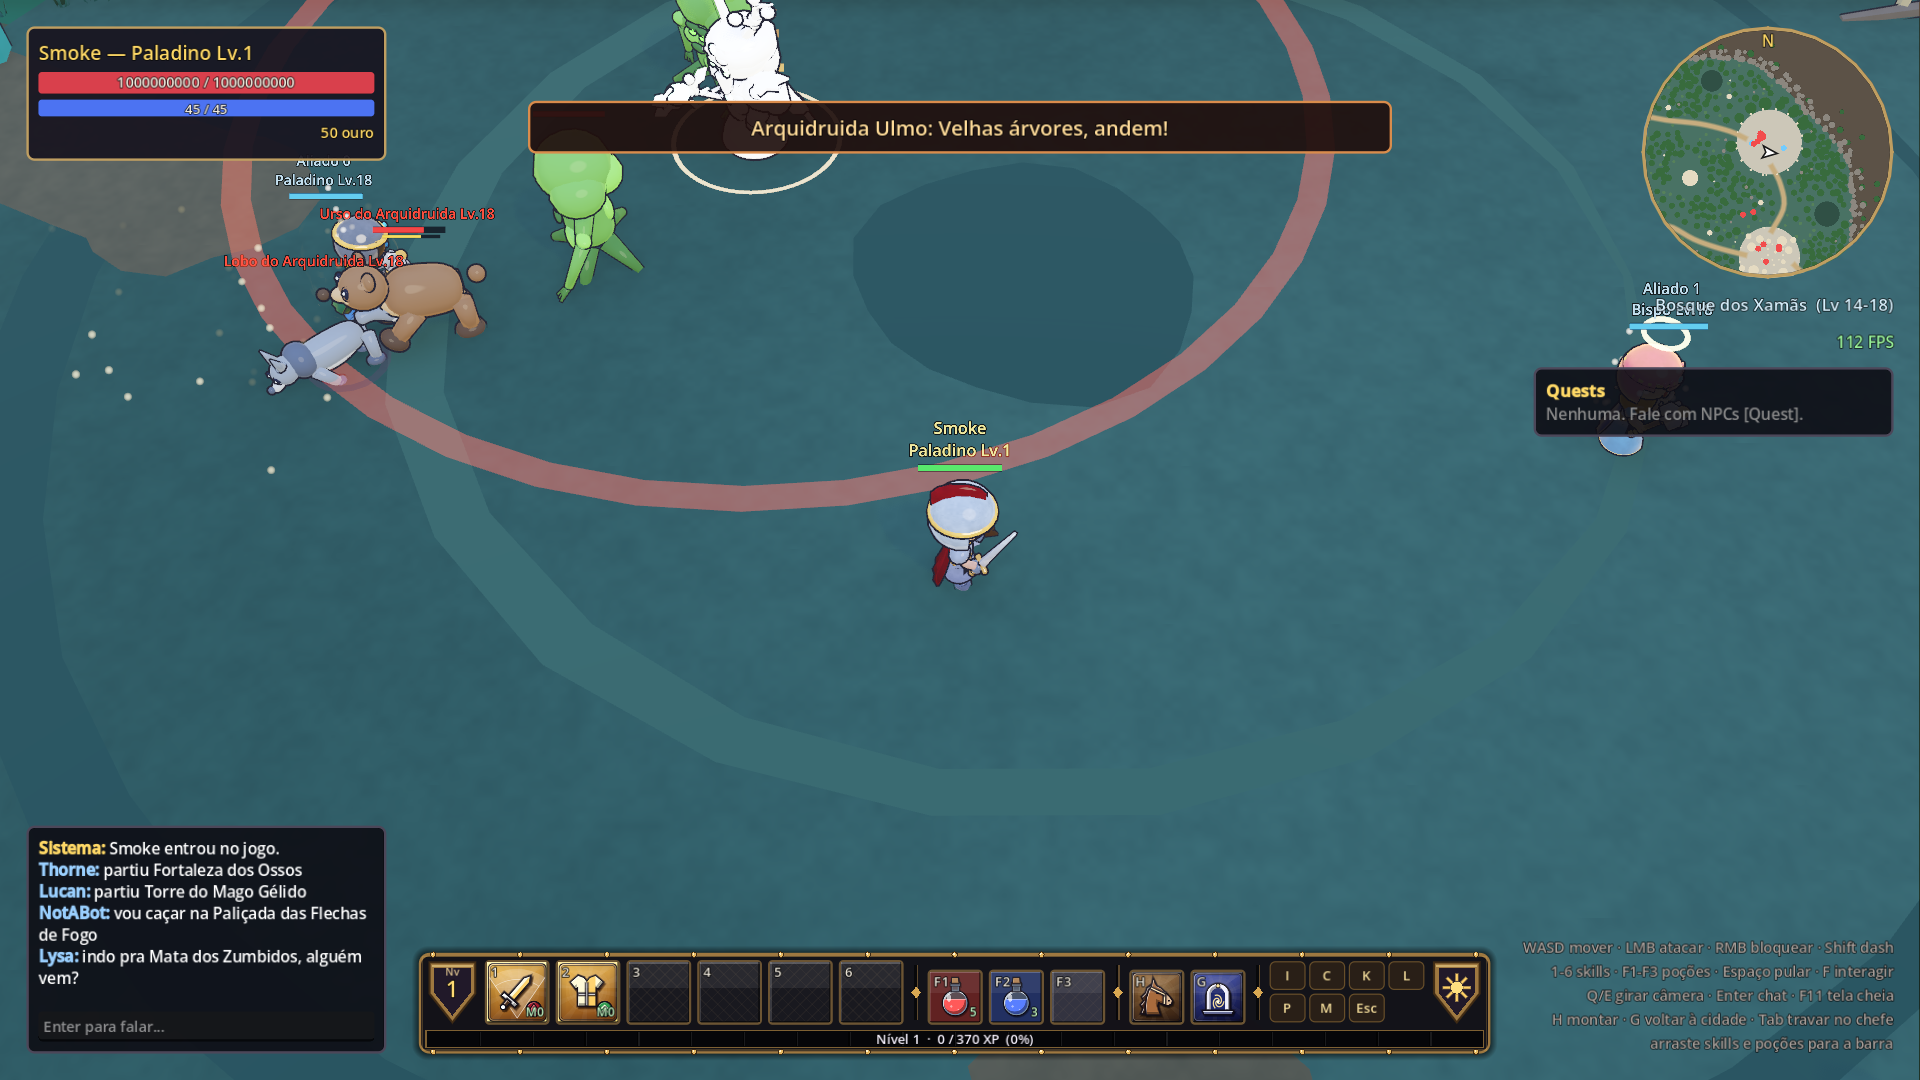 Smoke — Paladino Lv.1
1000000000 / 1000000000
45 / 45
50 ouro
Arquidruida Ulmo: Velhas árvores, andem!
N
Aliado 0
Paladino Lv.18
Urso do Arquidruida Lv.18
Lobo do Arquidruida Lv.18
Aliado 1
Bispo Lv.18
Bosque dos Xamãs (Lv 14-18)
112 FPS
Quests
Nenhuma. Fale com NPCs [Quest].
Smoke
Paladino Lv.1
Sistema: Smoke entrou no jogo.
Thorne: partiu Fortaleza dos Ossos
Lucan: partiu Torre do Mago Gélido
NotABot: vou caçar na Paliçada das Flechas
de Fogo
Lysa: indo pra Mata dos Zumbidos, alguém
vem?
Enter para falar...
Nv
1
1 M0
2 M0
3
4
5
6
F1 5
F2 3
F3
H
G
I C K L
P M Esc
Nível 1 · 0 / 370 XP (0%)
WASD mover · LMB atacar · RMB bloquear · Shift dash
1-6 skills · F1-F3 poções · Espaço pular · F interagir
Q/E girar câmera · Enter chat · F11 tela cheia
H montar · G voltar à cidade · Tab travar no chefe
arraste skills e poções para a barra